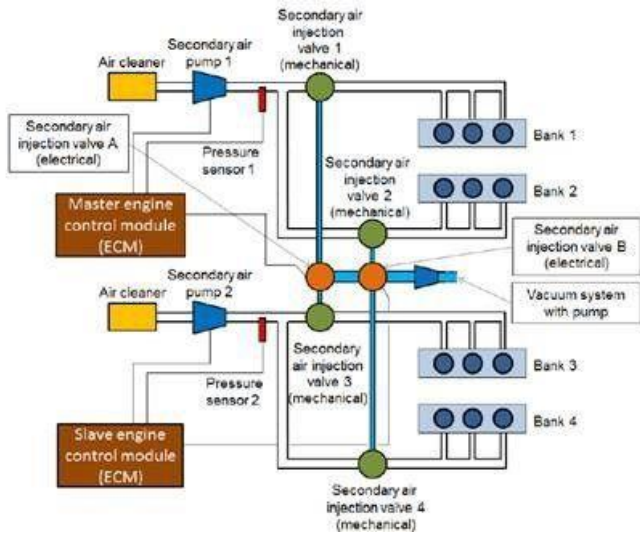 Secondary air
injection
valve 1
(mechanical)
Secondary air
pump 1
Air cleaner
Secondary air
injection valve A
(electrical)
Pressure
sensor 1
Bank 1
Secondary air
injection
valve 2
(mechanical)
Bank 2
Master engine
control module
(ECM)
Secondary air
injection valve B
(electrical)
Secondary air
pump 2
Air cleaner
Vacuum system
with pump
Secondary
air injection
valve 3
(mechanical)
Pressure
sensor 2
Bank 3
Bank 4
Slave engine
control module
(ECM)
Secondary air
injection valve 4
(mechanical)